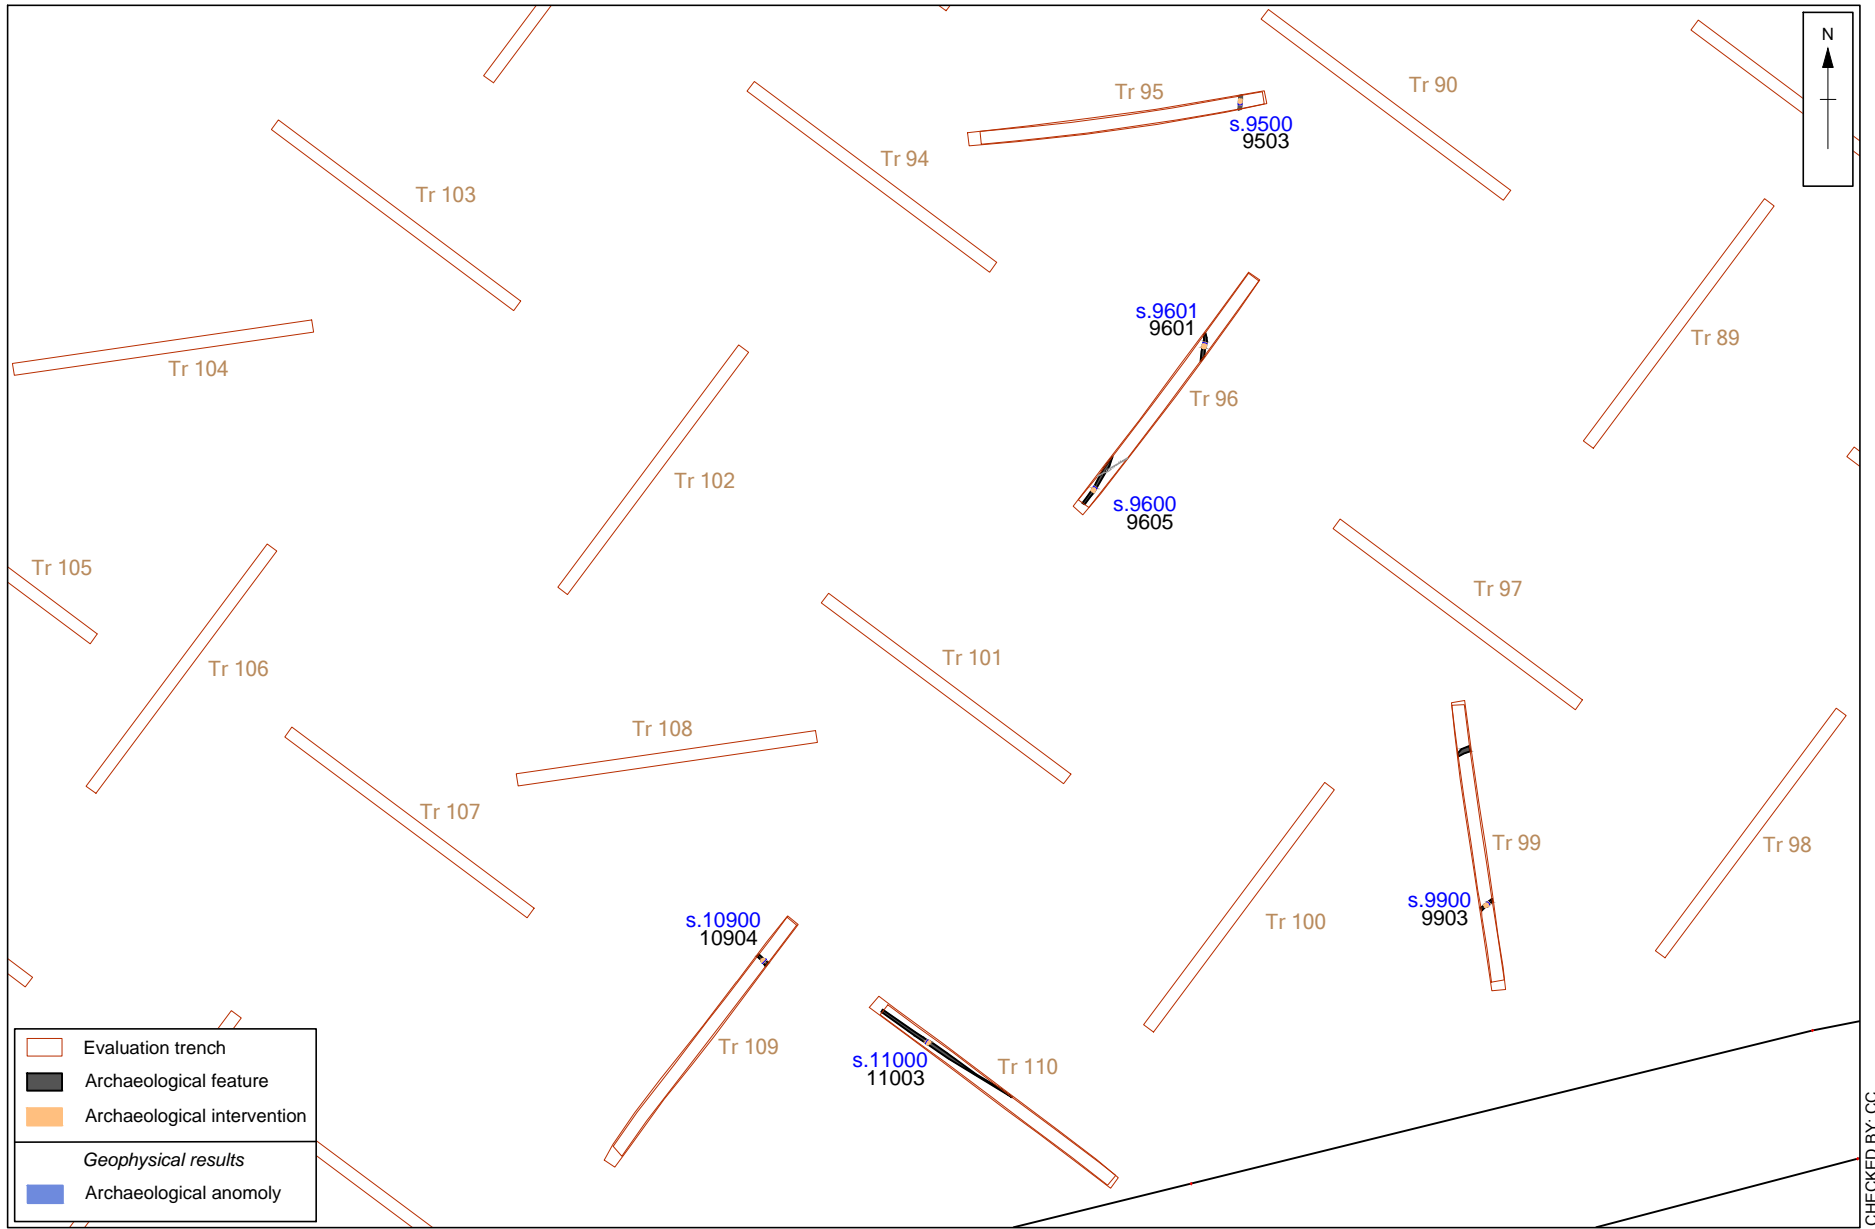 N
Tr 95
Tr 90
s.9500
9503
Tr 94
Tr 103
s.9601
9601
Tr 89
Tr 104
Tr 96
Tr 102
s.9600
9605
Tr 105
Tr 97
Tr 106
Tr 101
Tr 108
Tr 107
Tr 99
Tr 98
s.9900
9903
s.10900
10904
Tr 100
Tr 109
s.11000
11003
Tr 110
Evaluation trench
Archaeological feature
Archaeological intervention
Geophysical results
Archaeological anomoly
CHECKED BY: CC